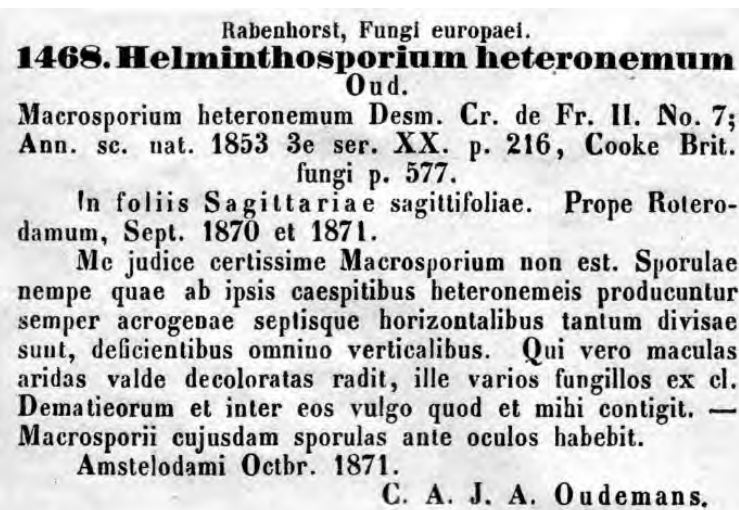 Rabenhorst, Fungi europaei.
1468. Helminthosporium heteronemum
Oud.
Macrosporium heteronemum Desm. Cr. de Fr. II. No. 7;
Ann. sc. nat. 1853 3e ser. XX. p. 216, Cooke Brit.
fungi p. 577.
In foliis Sagittariae sagittifoliae. Prope Rotero-
damum, Sept. 1870 et 1871.
Me judice certissime Macrosporium non est. Sporulae
nempe quae ab ipsis caespitibus heteronemeis producuntur
semper acrogenae septisque horizontalibus tantum divisae
sunt, deficientibus omnino verticalibus. Qui vero maculas
aridas valde decoloratas radit, ille varios fungillos ex cl.
Dematieorum et inter eos vulgo quod et mihi contigit. —
Macrosporii cujusdam sporulas ante oculos habebit.
Amstelodami Octbr. 1871.
C. A. J. A. Oudemans.